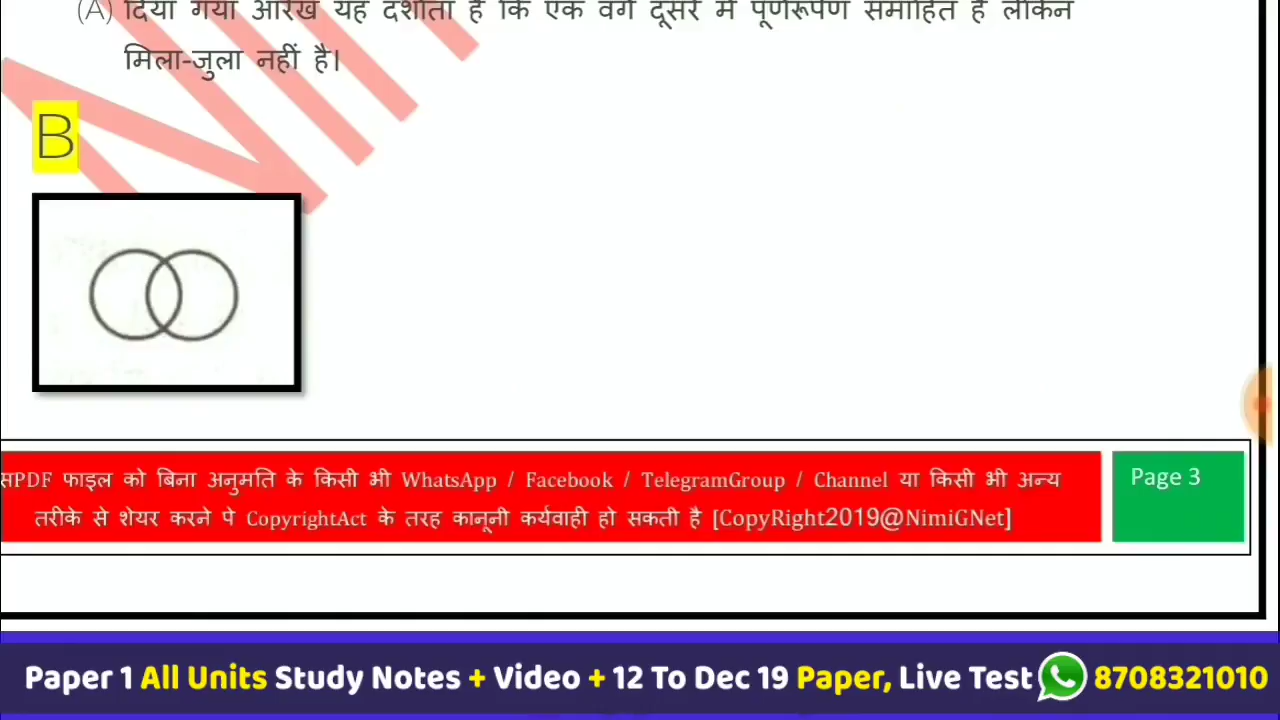 (A) दिया गया आरेख यह दर्शाता है कि एक वर्ग दूसरे में पूर्णरूपेण समाहित है लेकिन
मिला-जुला नहीं है।
B
सPDF फाइल को बिना अनुमति के किसी भी WhatsApp / Facebook / TelegramGroup / Channel या किसी भी अन्य
तरीके से शेयर करने पे CopyrightAct के तरह कानूनी कर्यवाही हो सकती है [CopyRight2019@NimiGNet]
Page 3
Paper 1 All Units Study Notes + Video + 12 To Dec 19 Paper, Live Test 8708321010